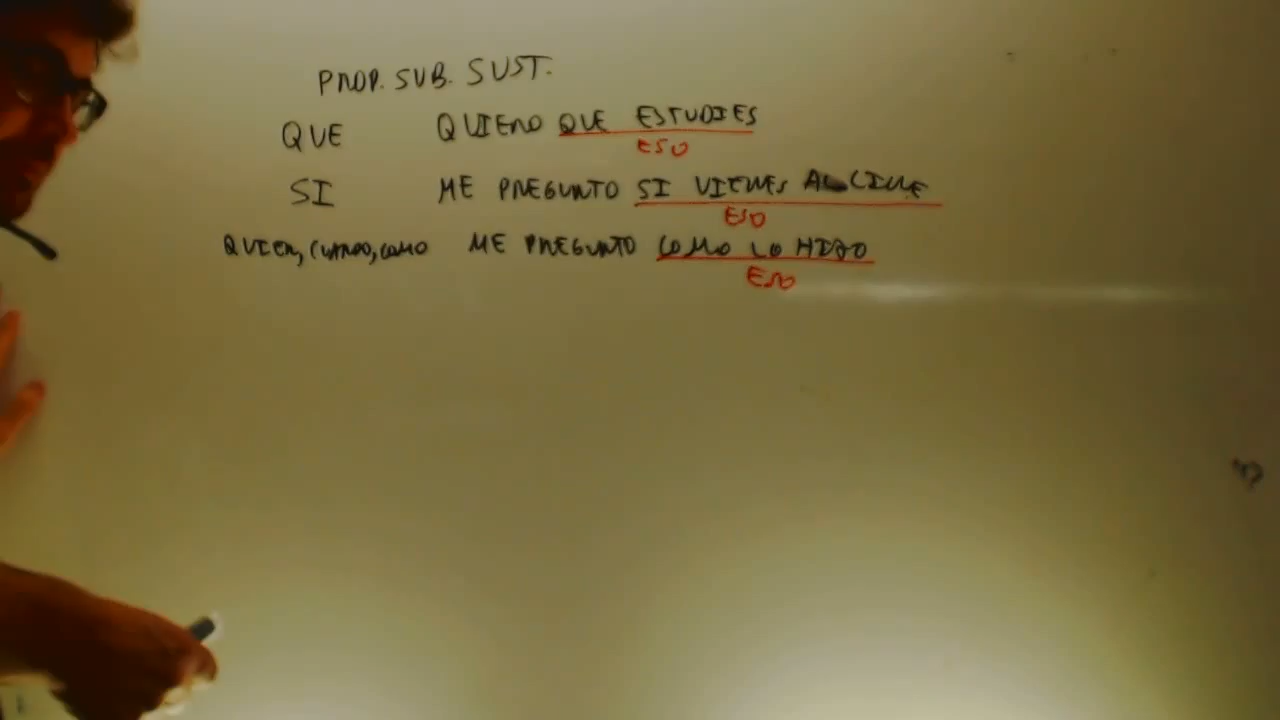 PROP. SUB. SUST.
QUE QUIERO QUE ESTUDIES
ESO
SI ME PREGUNTO SI VIENES AL CINE
ESO
QUIEN, CUANDO, COMO ME PREGUNTO COMO LO HIZO
ESO